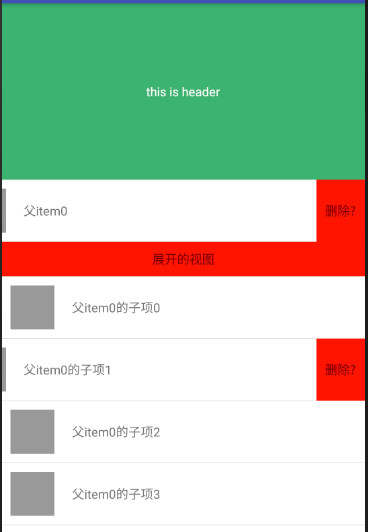 this is header
父item0
删除?
展开的视图
父item0的子项0
父item0的子项1
删除?
父item0的子项2
父item0的子项3